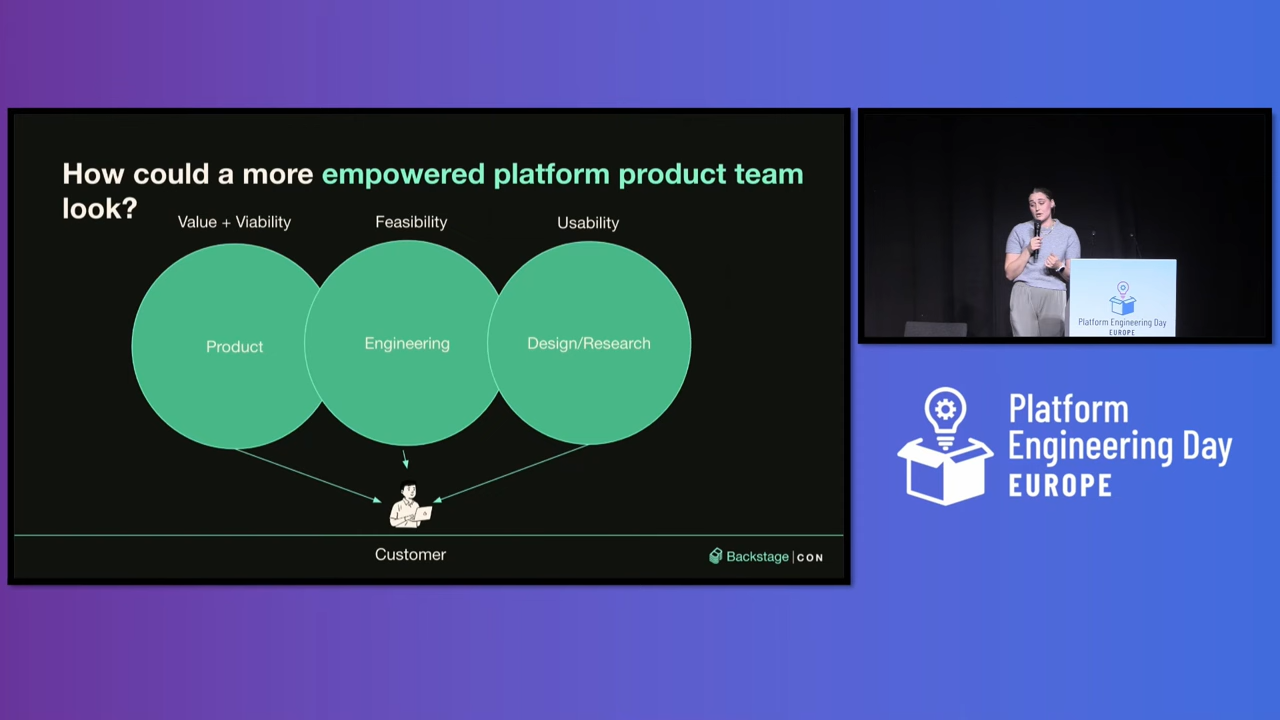 How could a more empowered platform product team
look?
Value + Viability
Feasibility
Usability
Product
Engineering
Design/Research
Customer
Backstage | CON
Platform Engineering Day
EUROPE
Platform
Engineering Day
EUROPE